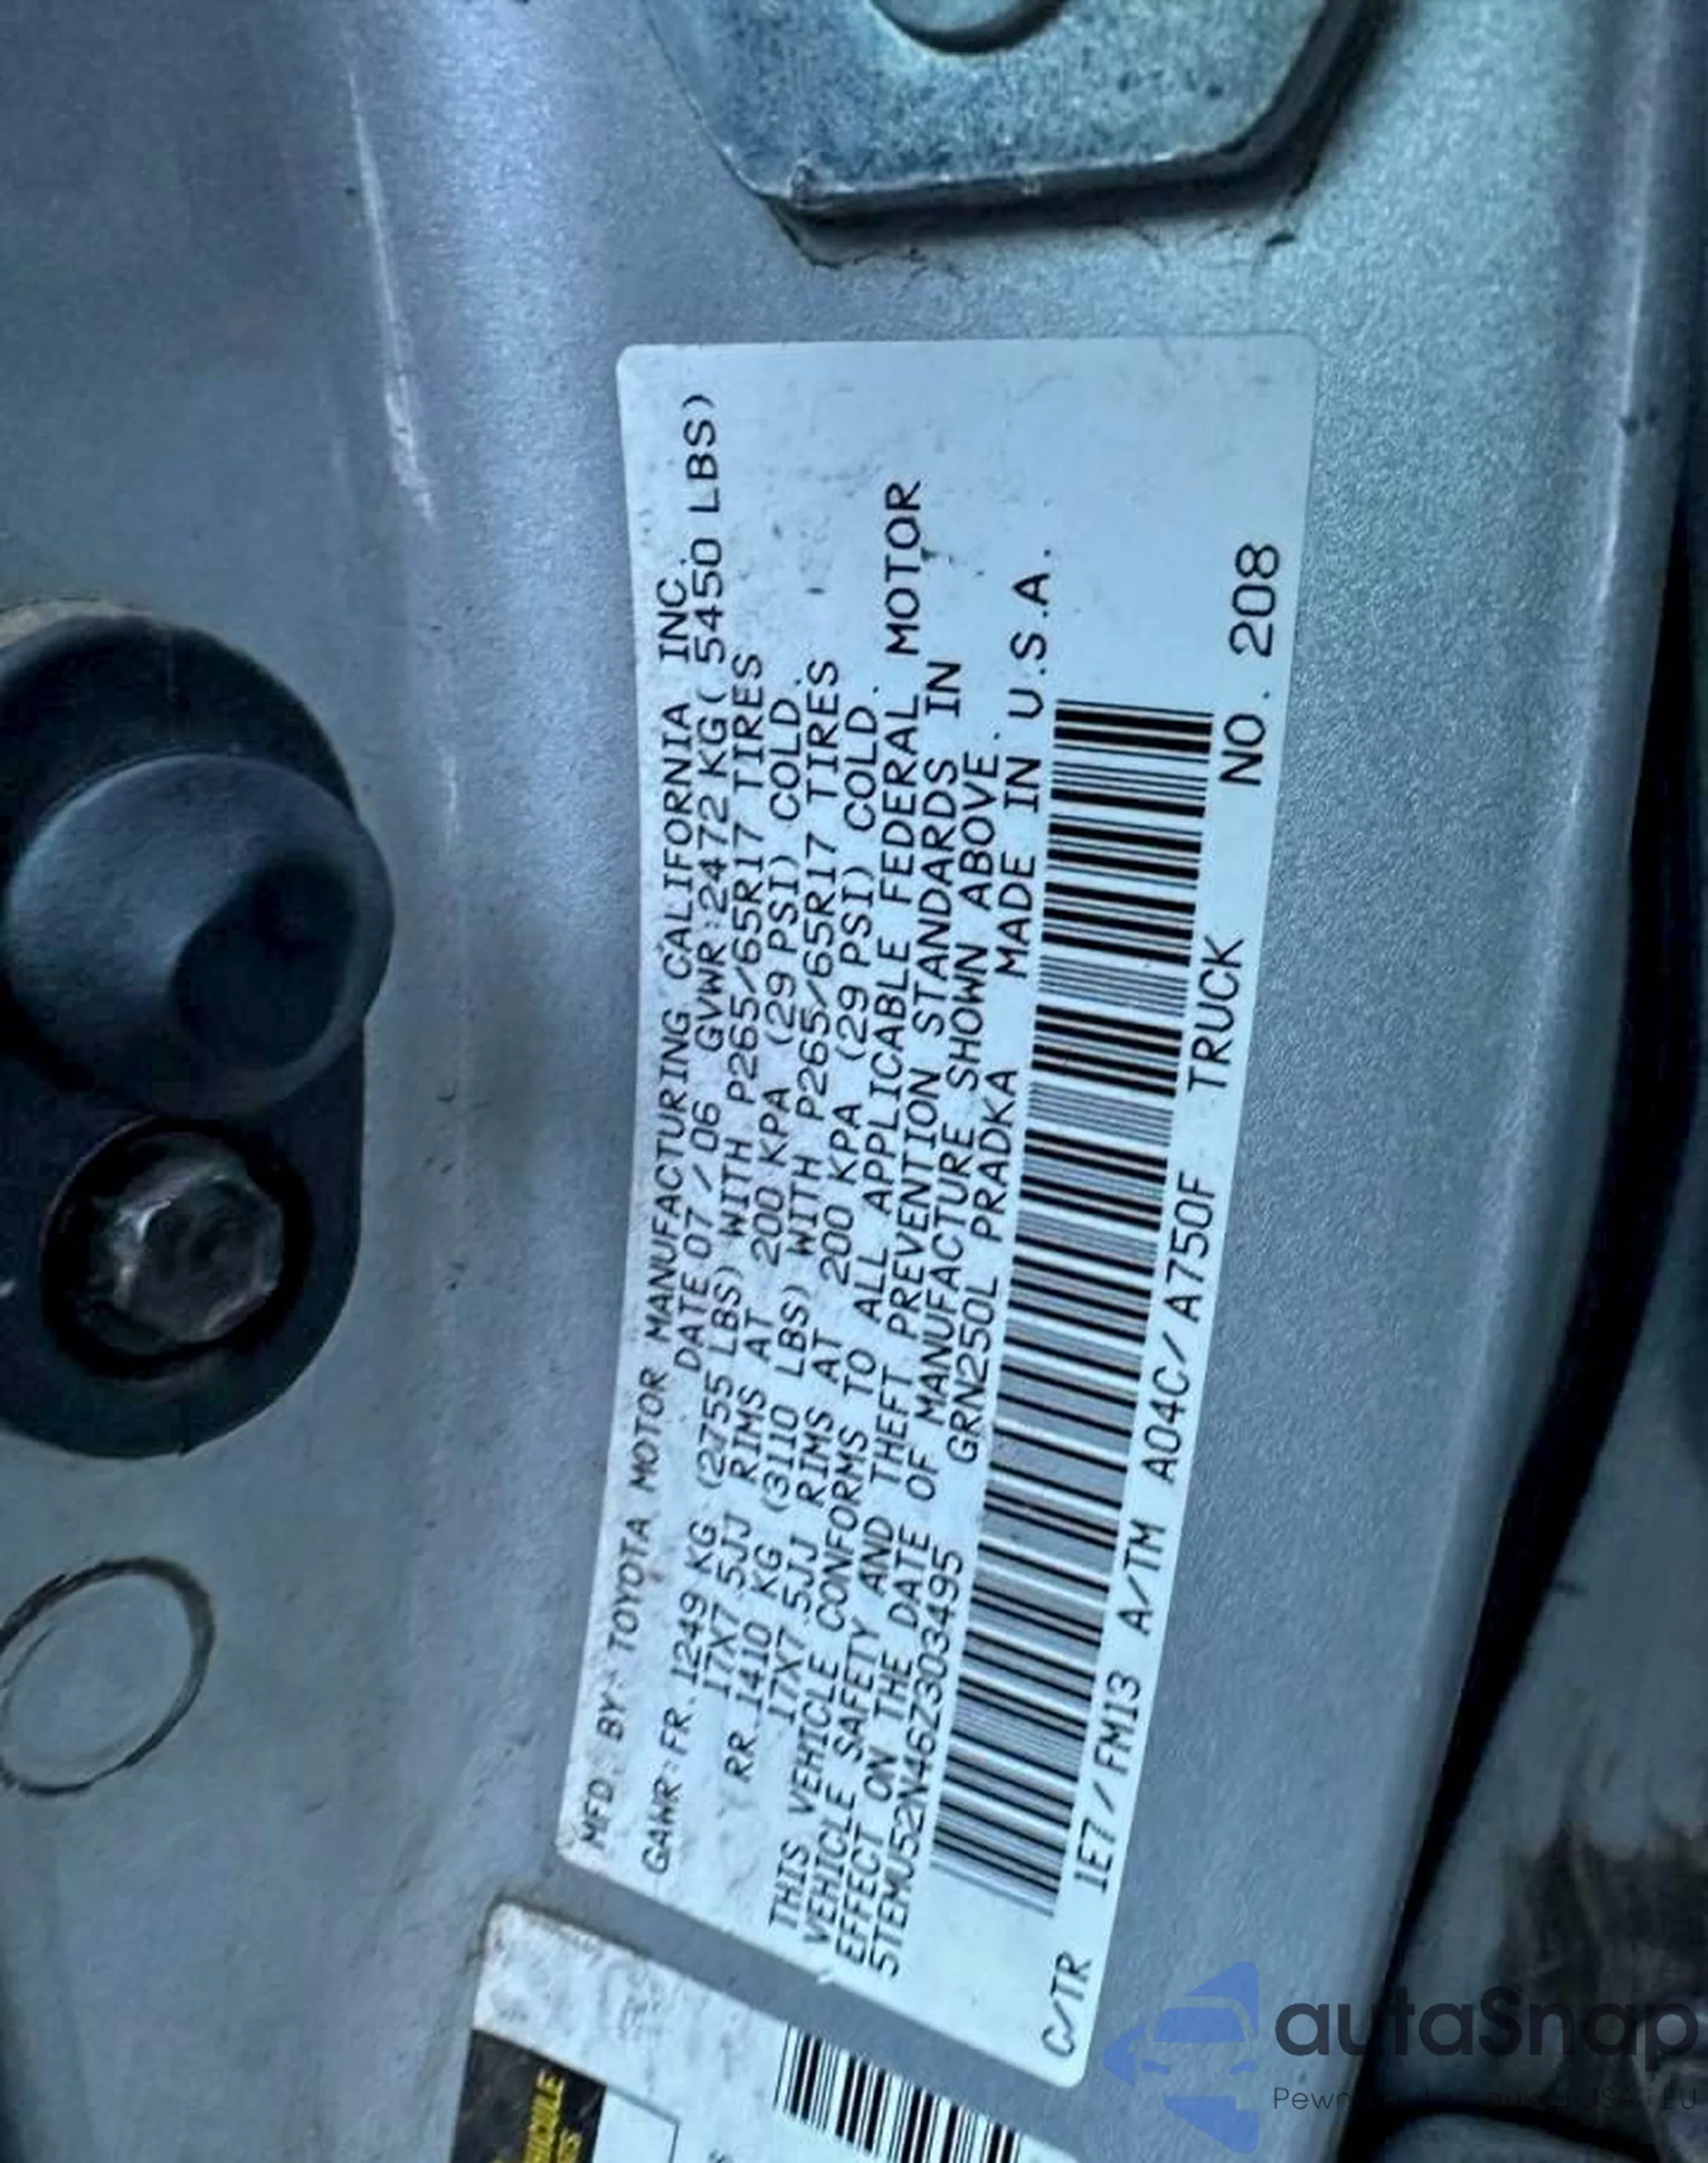 MFD. BY: TOYOTA MOTOR MANUFACTURING CALIFORNIA INC.
DATE 07/06 GVWR:2472KG( 5450 LBS)
GAWR:FR.1249 KG (2755 LBS) WITH P265/65R17 TIRES
17X7.5JJ RIMS AT 200 KPA (29 PSI) COLD.
RR.1410 KG (3110 LBS) WITH P265/65R17 TIRES
17X7.5JJ RIMS AT 200 KPA (29 PSI) COLD.
THIS VEHICLE CONFORMS TO ALL APPLICABLE FEDERAL MOTOR
VEHICLE SAFETY AND THEFT PREVENTION STANDARDS IN
EFFECT ON THE DATE OF MANUFACTURE SHOWN ABOVE.
5TEMU52N46Z303495 GRN250L PRADKA MADE IN U.S.A.
C/TR 1E7/FM13 A/TM A04C/A750F TRUCK NO. 208
autaSnap